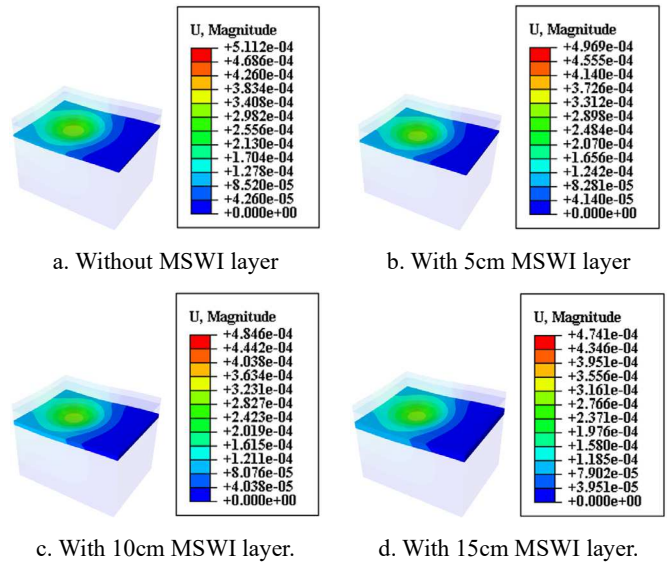 U, Magnitude
+5.112e-04
+4.686e-04
+4.260e-04
+3.834e-04
+3.408e-04
+2.982e-04
+2.556e-04
+2.130e-04
+1.704e-04
+1.278e-04
+8.520e-05
+4.260e-05
+0.000e+00
a. Without MSWI layer
U, Magnitude
+4.969e-04
+4.555e-04
+4.140e-04
+3.726e-04
+3.312e-04
+2.898e-04
+2.484e-04
+2.070e-04
+1.656e-04
+1.242e-04
+8.281e-05
+4.140e-05
+0.000e+00
b. With 5cm MSWI layer
U, Magnitude
+4.846e-04
+4.442e-04
+4.038e-04
+3.634e-04
+3.231e-04
+2.827e-04
+2.423e-04
+2.019e-04
+1.615e-04
+1.211e-04
+8.076e-05
+4.038e-05
+0.000e+00
c. With 10cm MSWI layer.
U, Magnitude
+4.741e-04
+4.346e-04
+3.951e-04
+3.556e-04
+3.161e-04
+2.766e-04
+2.371e-04
+1.976e-04
+1.580e-04
+1.185e-04
+7.902e-05
+3.951e-05
+0.000e+00
d. With 15cm MSWI layer.